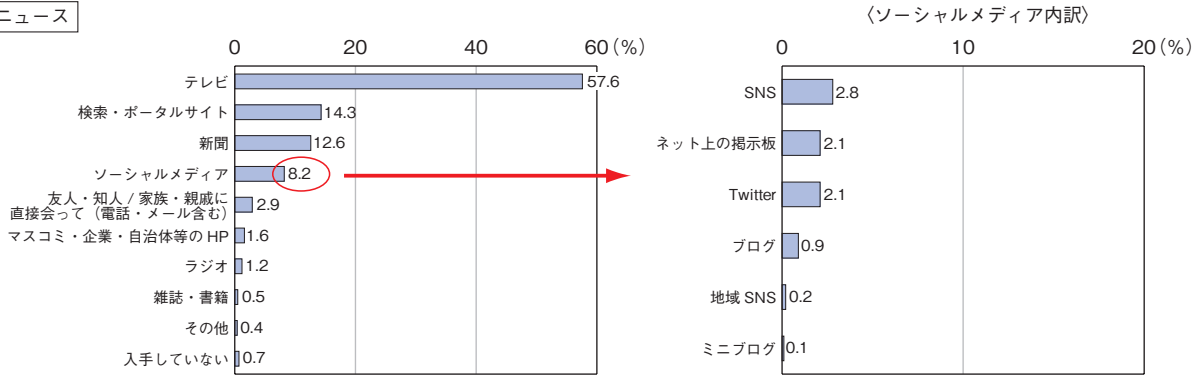 ニュース
0 20 40 60(%)
テレビ 57.6
検索・ポータルサイト 14.3
新聞 12.6
ソーシャルメディア 8.2
友人・知人 / 家族・親戚に
直接会って（電話・メール含む） 2.9
マスコミ・企業・自治体等の HP 1.6
ラジオ 1.2
雑誌・書籍 0.5
その他 0.4
入手していない 0.7
〈ソーシャルメディア内訳〉
0 10 20(%)
SNS 2.8
ネット上の掲示板 2.1
Twitter 2.1
ブログ 0.9
地域 SNS 0.2
ミニブログ 0.1